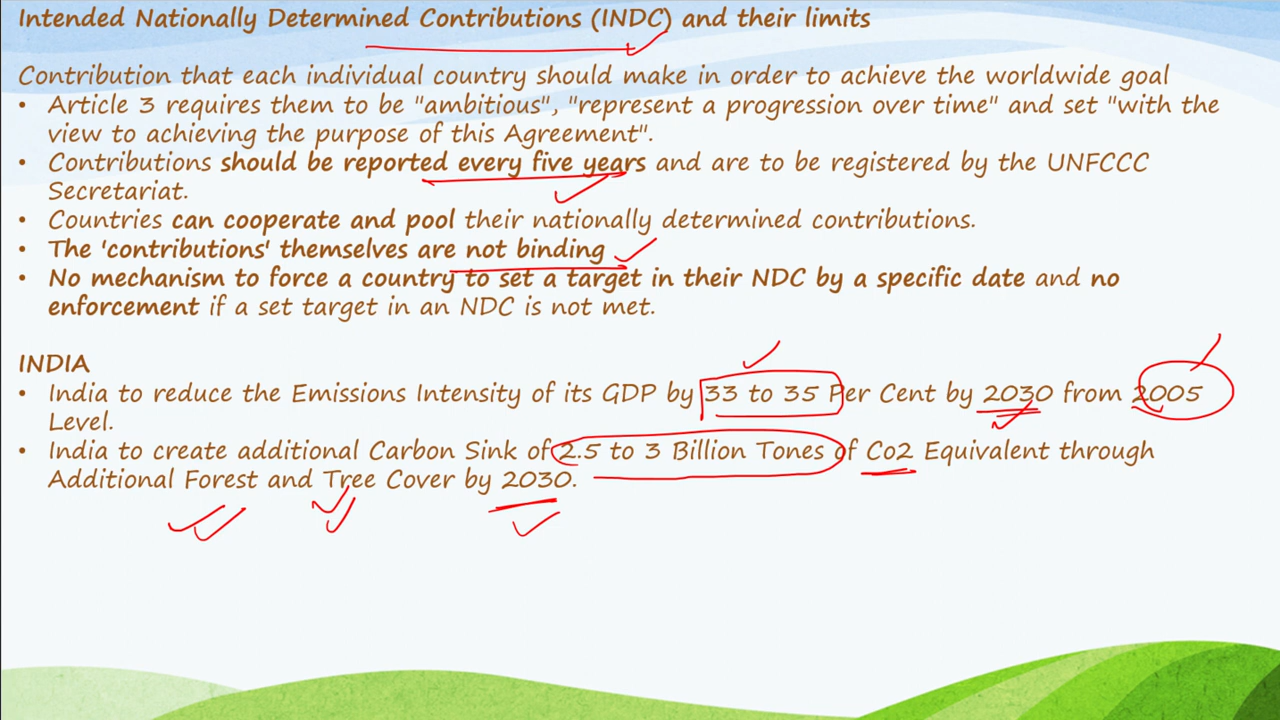 Intended Nationally Determined Contributions (INDC) and their limits
Contribution that each individual country should make in order to achieve the worldwide goal
• Article 3 requires them to be "ambitious", "represent a progression over time" and set "with the
view to achieving the purpose of this Agreement".
• Contributions should be reported every five years and are to be registered by the UNFCCC
Secretariat.
• Countries can cooperate and pool their nationally determined contributions.
• The 'contributions' themselves are not binding
• No mechanism to force a country to set a target in their NDC by a specific date and no
enforcement if a set target in an NDC is not met.
INDIA
• India to reduce the Emissions Intensity of its GDP by 33 to 35 Per Cent by 2030 from 2005
Level.
• India to create additional Carbon Sink of 2.5 to 3 Billion Tones of Co2 Equivalent through
Additional Forest and Tree Cover by 2030.